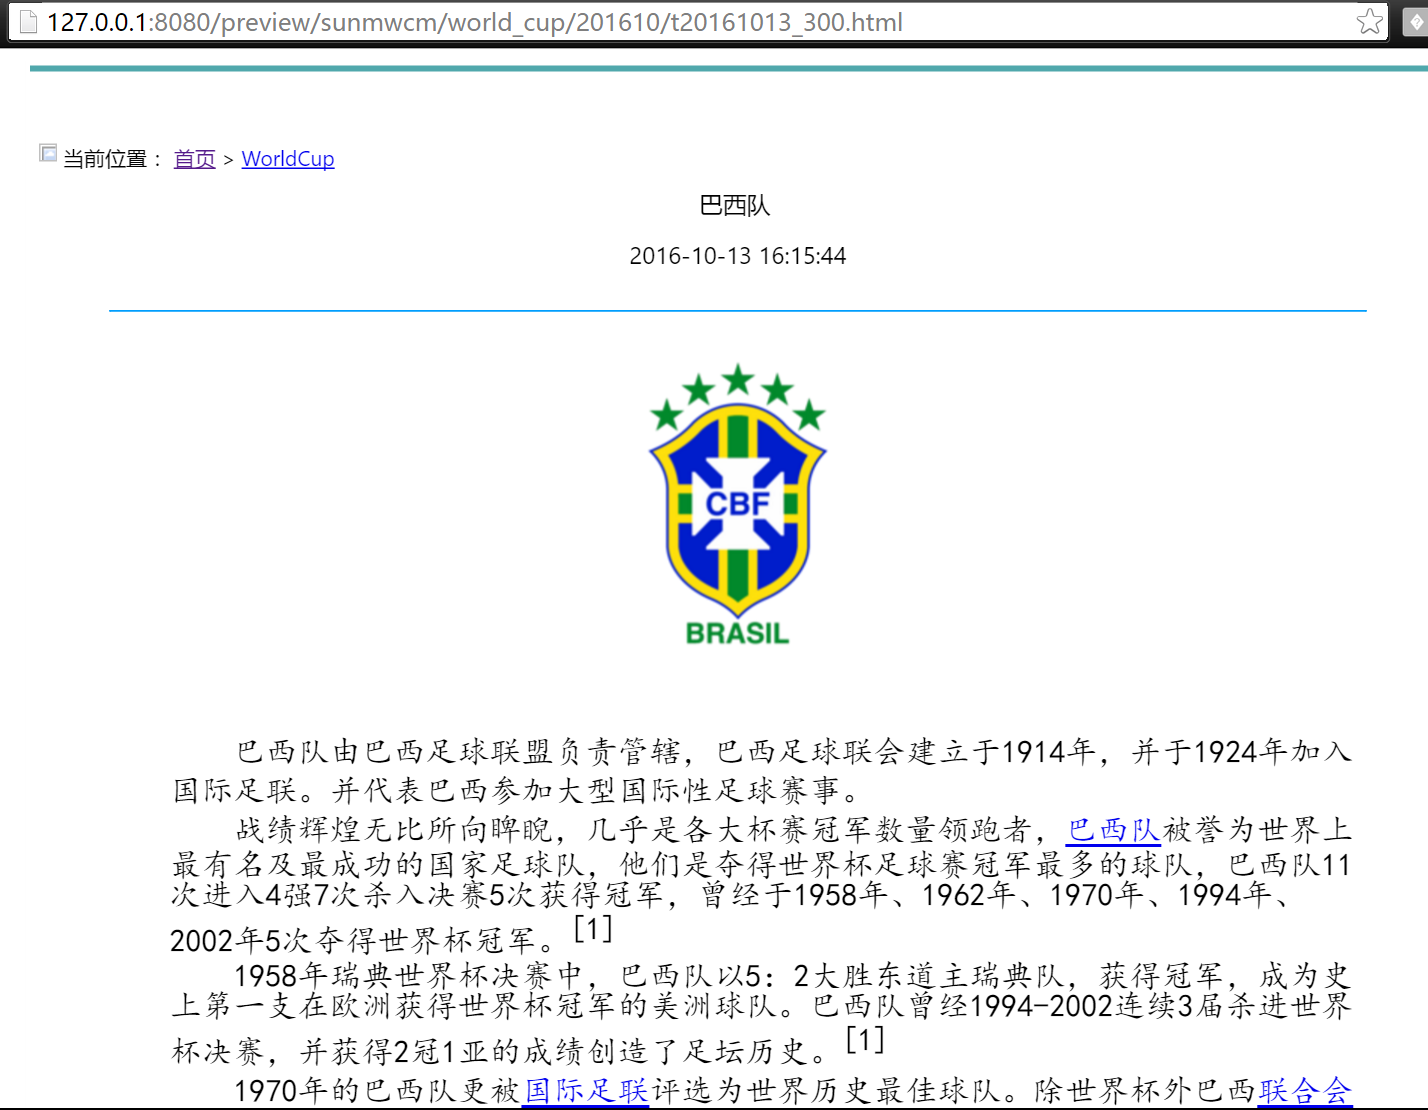 127.0.0.1:8080/preview/sunmwcm/world_cup/201610/t20161013_300.html
当前位置： 首页 > WorldCup
巴西队
2016-10-13 16:15:44
CBF
BRASIL
巴西队由巴西足球联盟负责管辖，巴西足球联会建立于1914年，并于1924年加入
国际足联。并代表巴西参加大型国际性足球赛事。
战绩辉煌无比所向睥睨，几乎是各大杯赛冠军数量领跑者，巴西队被誉为世界上
最有名及最成功的国家足球队，他们是夺得世界杯足球赛冠军最多的球队，巴西队11
次进入4强7次杀入决赛5次获得冠军，曾经于1958年、1962年、1970年、1994年、
2002年5次夺得世界杯冠军。[1]
1958年瑞典世界杯决赛中，巴西队以5：2大胜东道主瑞典队，获得冠军，成为史
上第一支在欧洲获得世界杯冠军的美洲球队。巴西队曾经1994-2002连续3届杀进世界
杯决赛，并获得2冠1亚的成绩创造了足坛历史。[1]
1970年的巴西队更被国际足联评选为世界历史最佳球队。除世界杯外巴西联合会